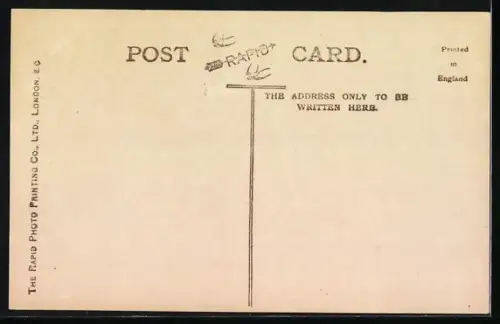 POST CARD.
RAPID
Printed
in
England
THE ADDRESS ONLY TO BE
WRITTEN HERE.
THE RAPID PHOTO PRINTING CO., LTD., LONDON, E.C.